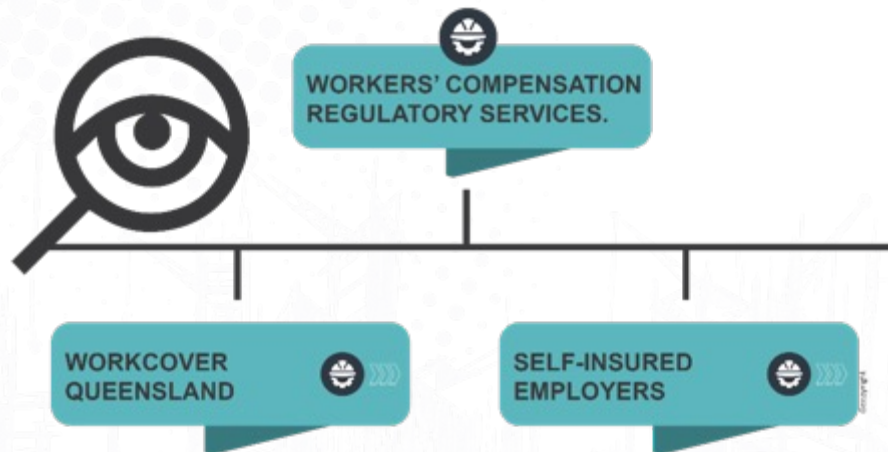 WORKERS' COMPENSATION
REGULATORY SERVICES.
WORKCOVER
QUEENSLAND
SELF-INSURED
EMPLOYERS